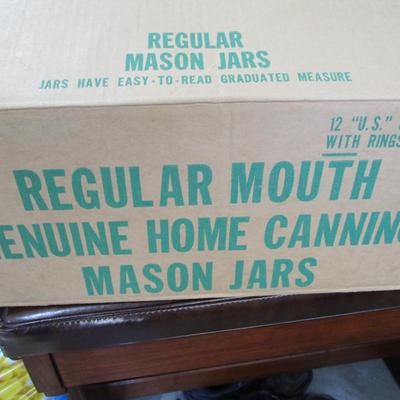 REGULAR
MASON JARS
JARS HAVE EASY-TO-READ GRADUATED MEASURE
12 "U.S."
WITH RINGS
REGULAR MOUTH
ENUINE HOME CANNING
MASON JARS